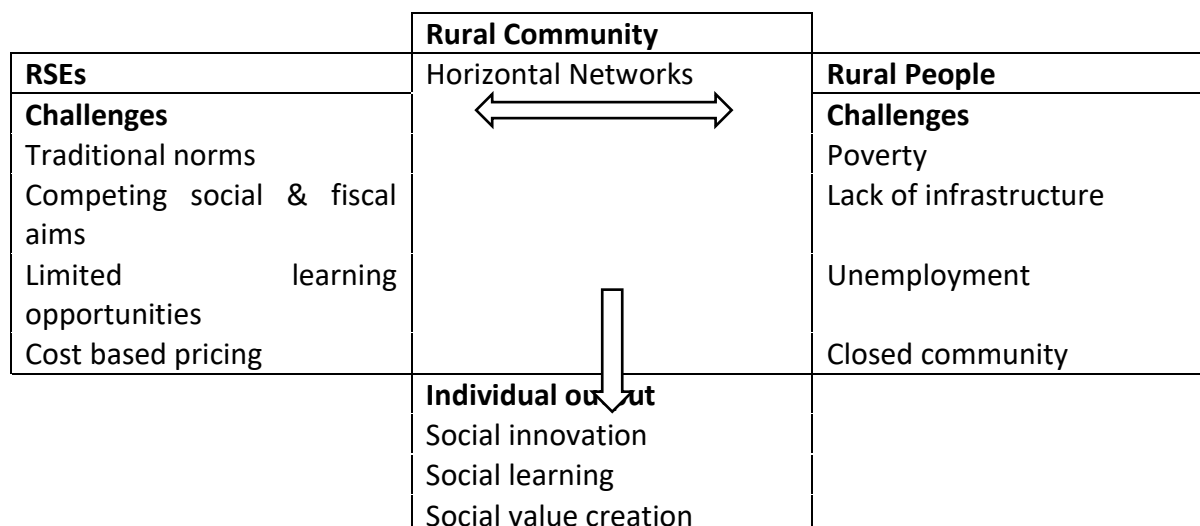 Rural Community
RSEs
Horizontal Networks
Rural People
Challenges
Challenges
Traditional norms
Poverty
Competing social & fiscal
aims
Lack of infrastructure
Limited learning
opportunities
Unemployment
Cost based pricing
Closed community
Individual
Social innovation
Social learning
Social value creation